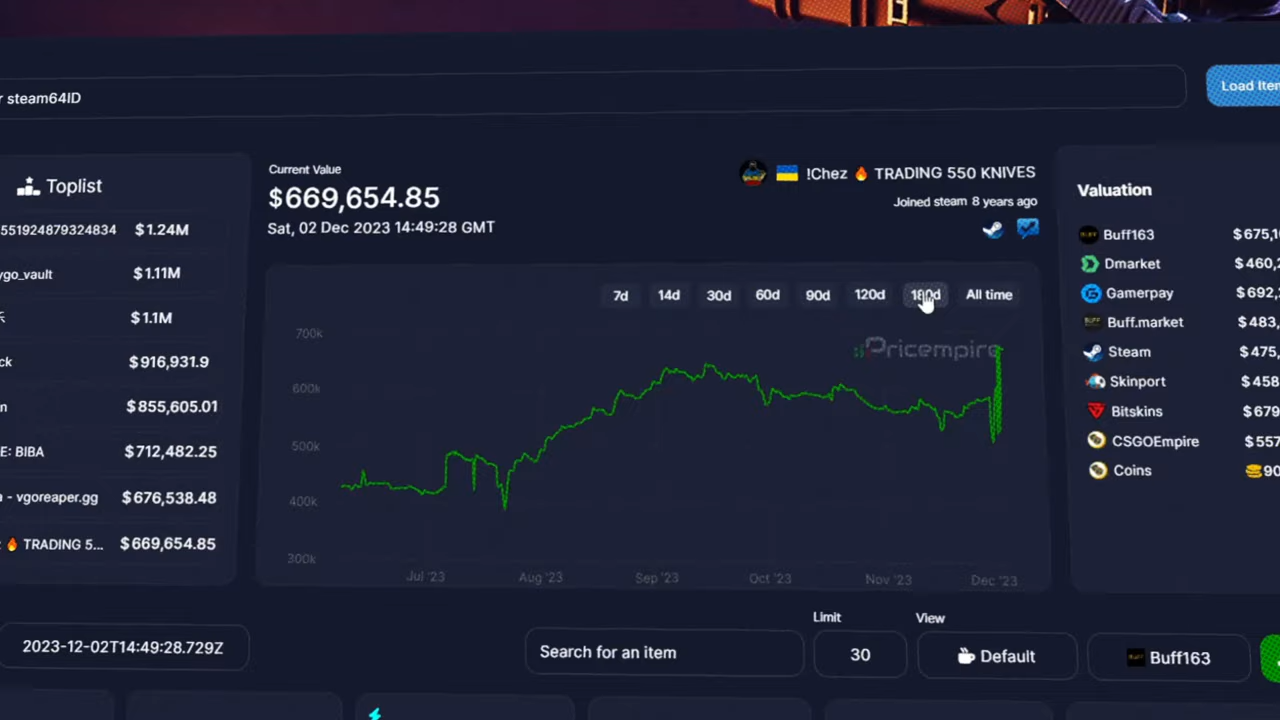 r steam64ID
Load Iten
Toplist
551924879324834 $1.24M
ygo_vault $1.11M
$1.1M
ck $916,931.9
n $855,605.01
E: BIBA $712,482.25
a - vgoreaper.gg $676,538.48
🔥 TRADING 5... $669,654.85
Current Value
$669,654.85
Sat, 02 Dec 2023 14:49:28 GMT
!Chez 🔥 TRADING 550 KNIVES
Joined steam 8 years ago
7d 14d 30d 60d 90d 120d 180d All time
Pricempire
700k
600k
500k
400k
300k
Jul '23 Aug '23 Sep '23 Oct '23 Nov '23 Dec '23
Valuation
Buff163 $675,1
Dmarket $460,2
Gamerpay $692,
Buff.market $483,
Steam $475,
Skinport $458
Bitskins $679
CSGOEmpire $557
Coins 90
Limit
View
2023-12-02T14:49:28.729Z
Search for an item
30
Default
Buff163